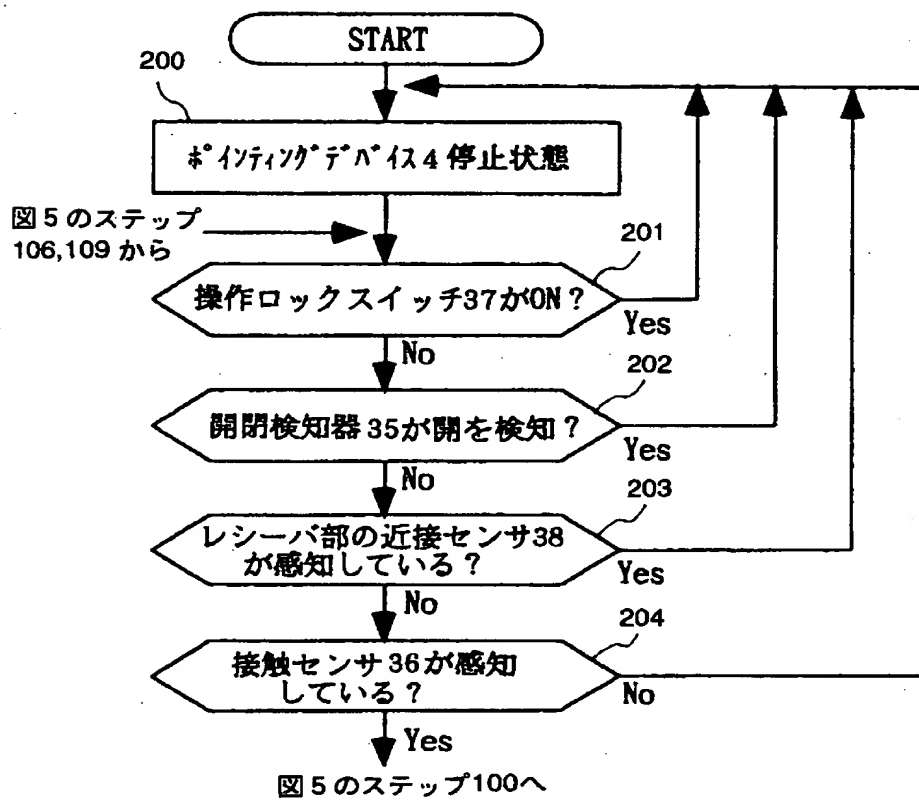 START
200
ﾎﾟｲﾝﾃｨﾝｸﾞﾃﾞﾊﾞｲｽ4停止状態
図5のステップ
106,109から
201
操作ロックスイッチ37がON？
Yes
No
202
開閉検知器35が開を検知？
Yes
No
203
レシーバ部の近接センサ38
が感知している？
Yes
No
204
接触センサ36が感知
している？
No
Yes
図5のステップ100へ